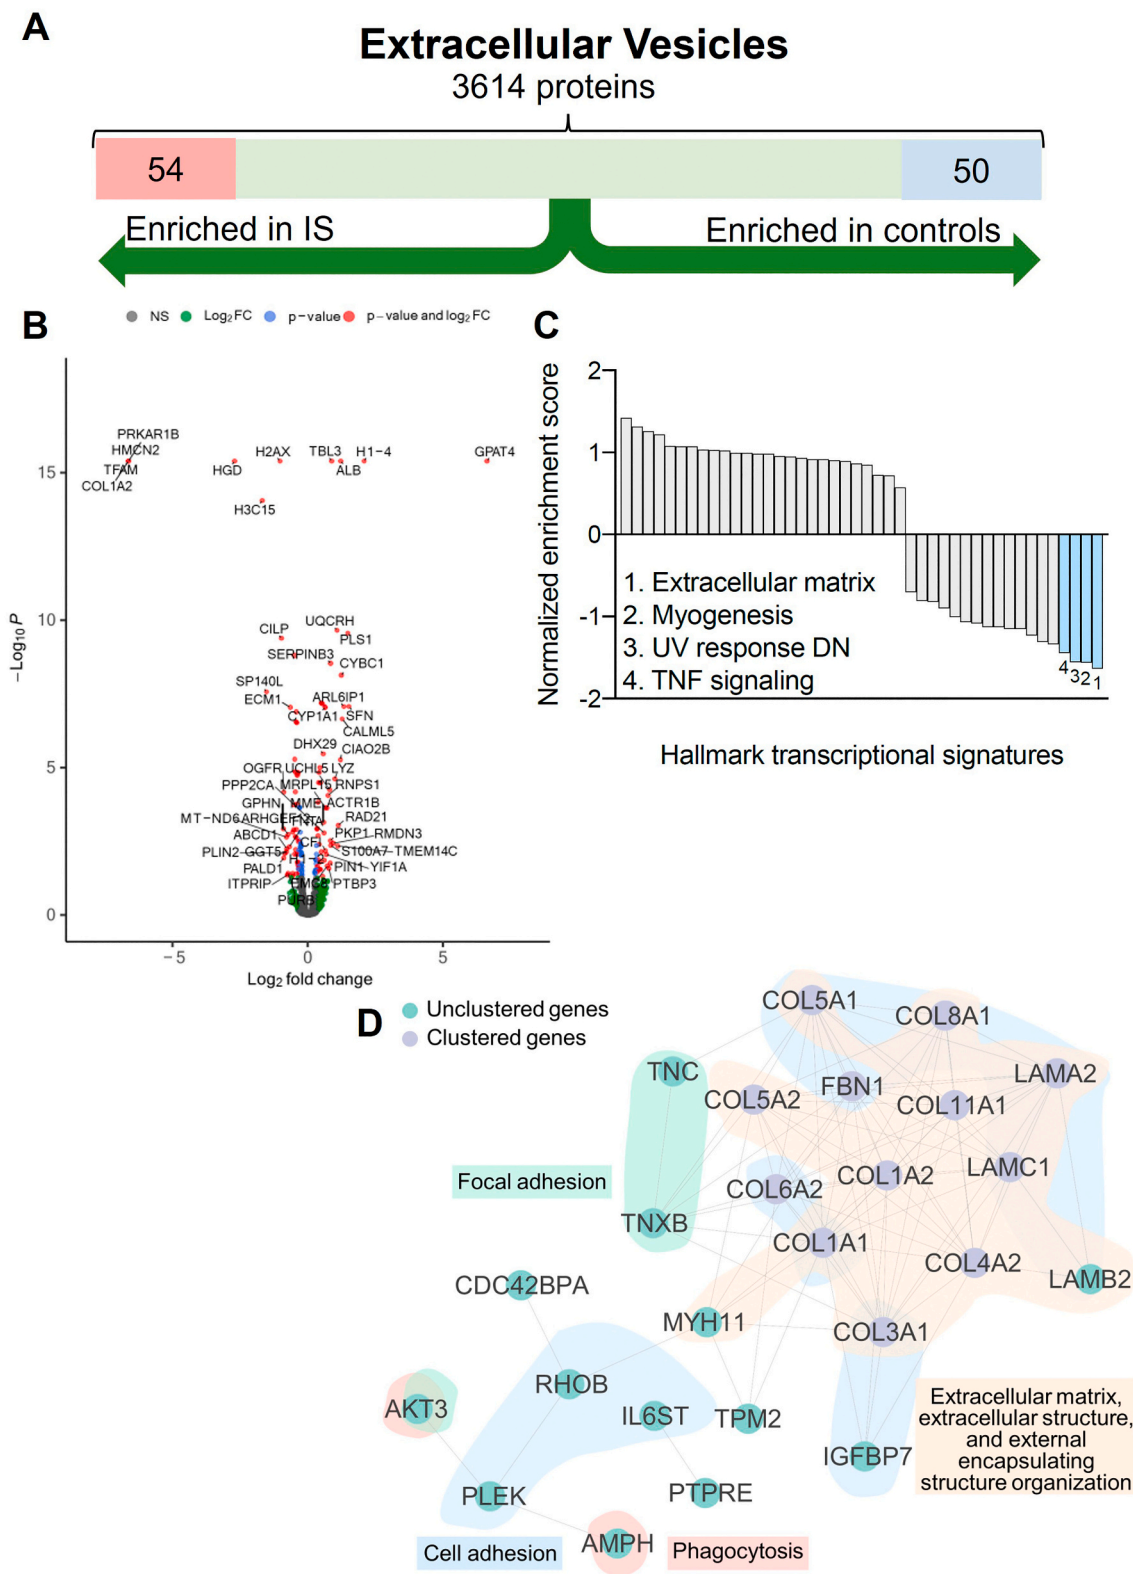 A
Extracellular Vesicles
3614 proteins
54
50
Enriched in IS
Enriched in controls
B
NS
Log2FC
p-value
p-value and log2FC
PRKAR1B
HMCN2
TFAM
COL1A2
HGD
H2AX
TBL3
ALB
H1-4
GPAT4
H3C15
15
10
5
0
-5
0
5
-Log10 P
Log2 fold change
CILP
UQCRH
PLS1
SERPINB3
CYBC1
SP140L
ECM1
ARL6IP1
CYP1A1
SFN
CALML5
DHX29
CIAO2B
OGFR
UCHL5
LYZ
PPP2CA
MRPL15
RNPS1
GPHN
MME
ACTR1B
MT-ND6
ARHGEF12
RAD21
ABCD1
PKP1
RMDN3
PLIN2
GGT5
S100A7
TMEM14C
PALD1
PIN1
YIF1A
ITPRIP
PTBP3
PURB
C
Normalized enrichment score
2
1
0
-1
-2
1. Extracellular matrix
2. Myogenesis
3. UV response DN
4. TNF signaling
4
3
2
1
Hallmark transcriptional signatures
D
Unclustered genes
Clustered genes
COL5A1
COL8A1
TNC
COL5A2
FBN1
COL11A1
LAMA2
Focal adhesion
COL6A2
COL1A2
LAMC1
TNXB
COL1A1
COL4A2
LAMB2
CDC42BPA
MYH11
COL3A1
RHOB
AKT3
IL6ST
TPM2
IGFBP7
Extracellular matrix,
extracellular structure,
and external
encapsulating
structure organization
PLEK
PTPRE
AMPH
Cell adhesion
Phagocytosis